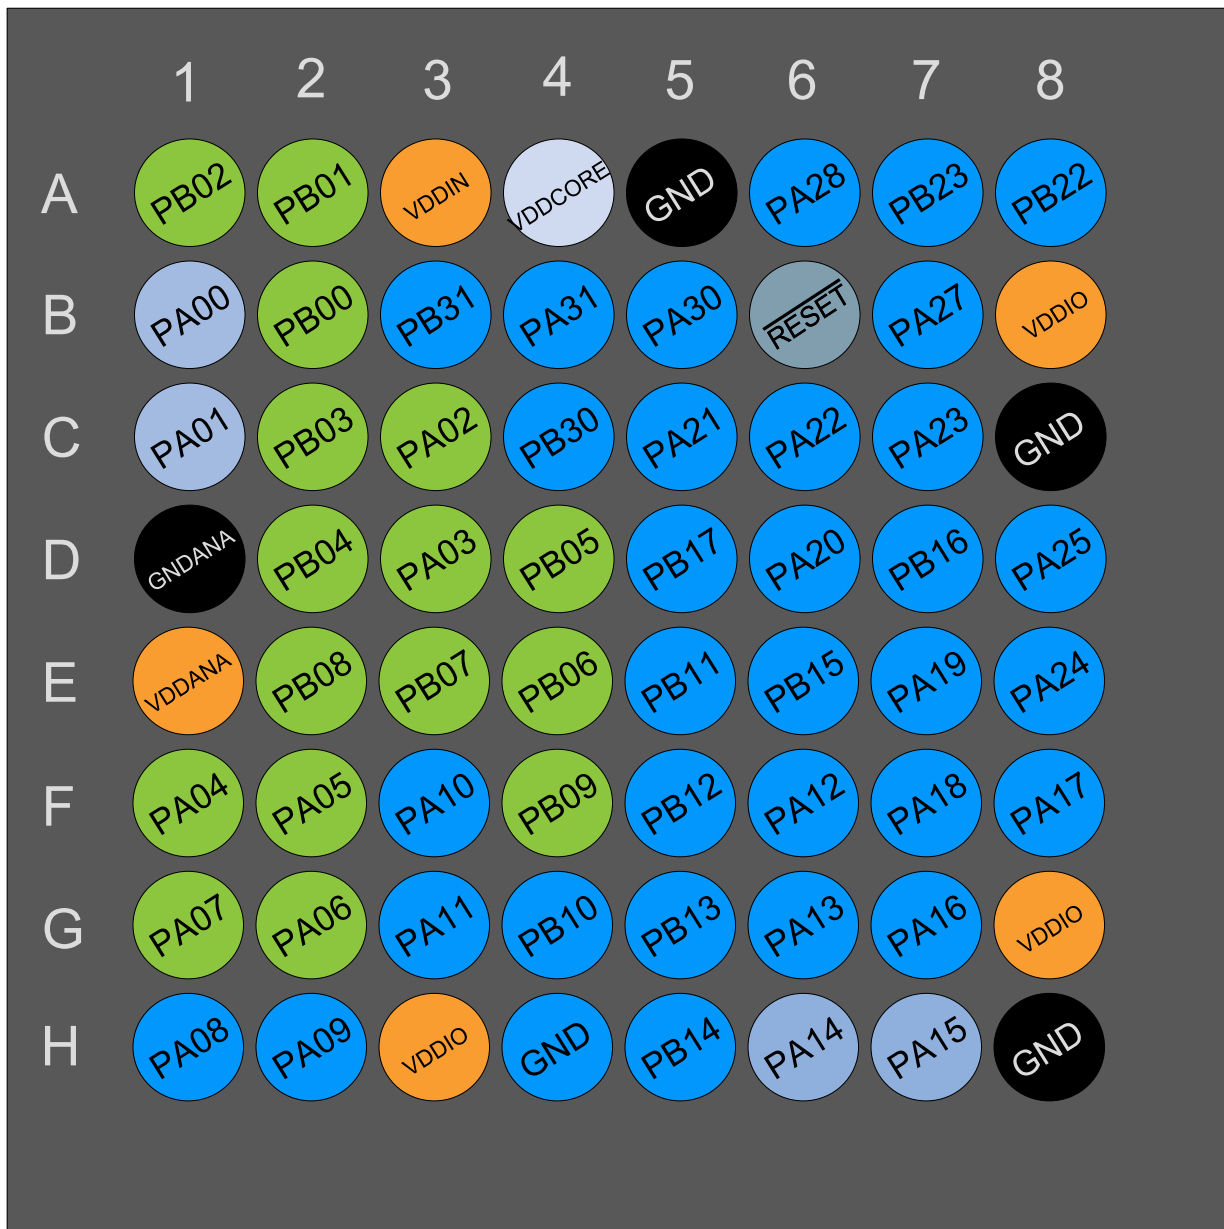 1 2 3 4 5 6 7 8
A PB02 PB01 VDDIN VDDCORE GND PA28 PB23 PB22
B PA00 PB00 PB31 PA31 PA30 RESET PA27 VDDIO
C PA01 PB03 PA02 PB30 PA21 PA22 PA23 GND
D GNDANA PB04 PA03 PB05 PB17 PA20 PB16 PA25
E VDDANA PB08 PB07 PB06 PB11 PB15 PA19 PA24
F PA04 PA05 PA10 PB09 PB12 PA12 PA18 PA17
G PA07 PA06 PA11 PB10 PB13 PA13 PA16 VDDIO
H PA08 PA09 VDDIO GND PB14 PA14 PA15 GND